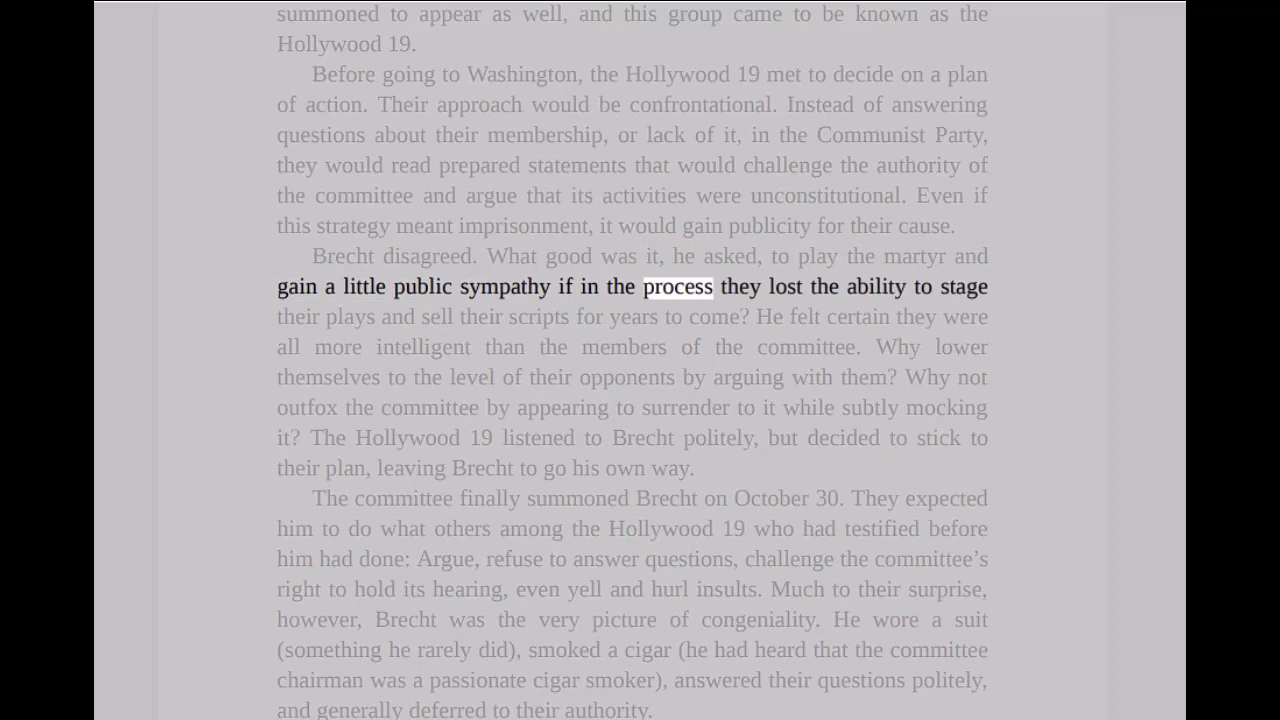 summoned to appear as well, and this group came to be known as the
Hollywood 19.
Before going to Washington, the Hollywood 19 met to decide on a plan
of action. Their approach would be confrontational. Instead of answering
questions about their membership, or lack of it, in the Communist Party,
they would read prepared statements that would challenge the authority of
the committee and argue that its activities were unconstitutional. Even if
this strategy meant imprisonment, it would gain publicity for their cause.
Brecht disagreed. What good was it, he asked, to play the martyr and
gain a little public sympathy if in the process they lost the ability to stage
their plays and sell their scripts for years to come? He felt certain they were
all more intelligent than the members of the committee. Why lower
themselves to the level of their opponents by arguing with them? Why not
outfox the committee by appearing to surrender to it while subtly mocking
it? The Hollywood 19 listened to Brecht politely, but decided to stick to
their plan, leaving Brecht to go his own way.
The committee finally summoned Brecht on October 30. They expected
him to do what others among the Hollywood 19 who had testified before
him had done: Argue, refuse to answer questions, challenge the committee’s
right to hold its hearing, even yell and hurl insults. Much to their surprise,
however, Brecht was the very picture of congeniality. He wore a suit
(something he rarely did), smoked a cigar (he had heard that the committee
chairman was a passionate cigar smoker), answered their questions politely,
and generally deferred to their authority.